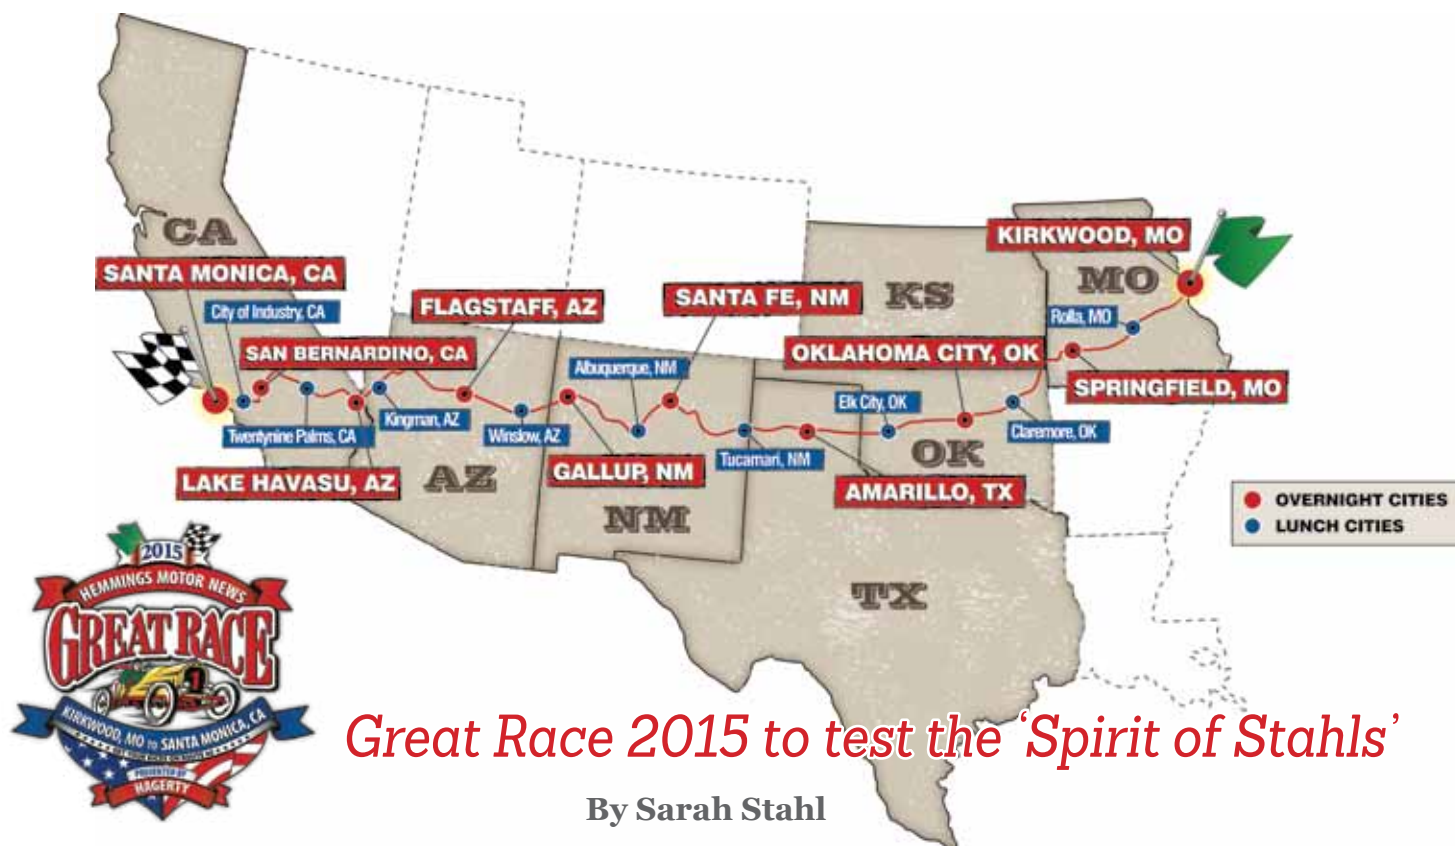 KIRKWOOD, MO
CA
SANTA MONICA, CA
MO
FLAGSTAFF, AZ
SANTA FE, NM
KS
City of Industry, CA
Rolla, MO
SAN BERNARDINO, CA
OKLAHOMA CITY, OK
Albuquerque, NM
SPRINGFIELD, MO
Elk City, OK
Kingman, AZ
Twentynine Palms, CA
Winslow, AZ
Claremore, OK
OK
Tucamari, NM
GALLUP, NM
LAKE HAVASU, AZ
AZ
AMARILLO, TX
OVERNIGHT CITIES
LUNCH CITIES
NM
TX
2015
HEMMINGS MOTOR NEWS
GREAT RACE
1
KIRKWOOD, MO to SANTA MONICA, CA
PRESENTED BY
HAGERTY
Great Race 2015 to test the ‘Spirit of Stahls’
By Sarah Stahl